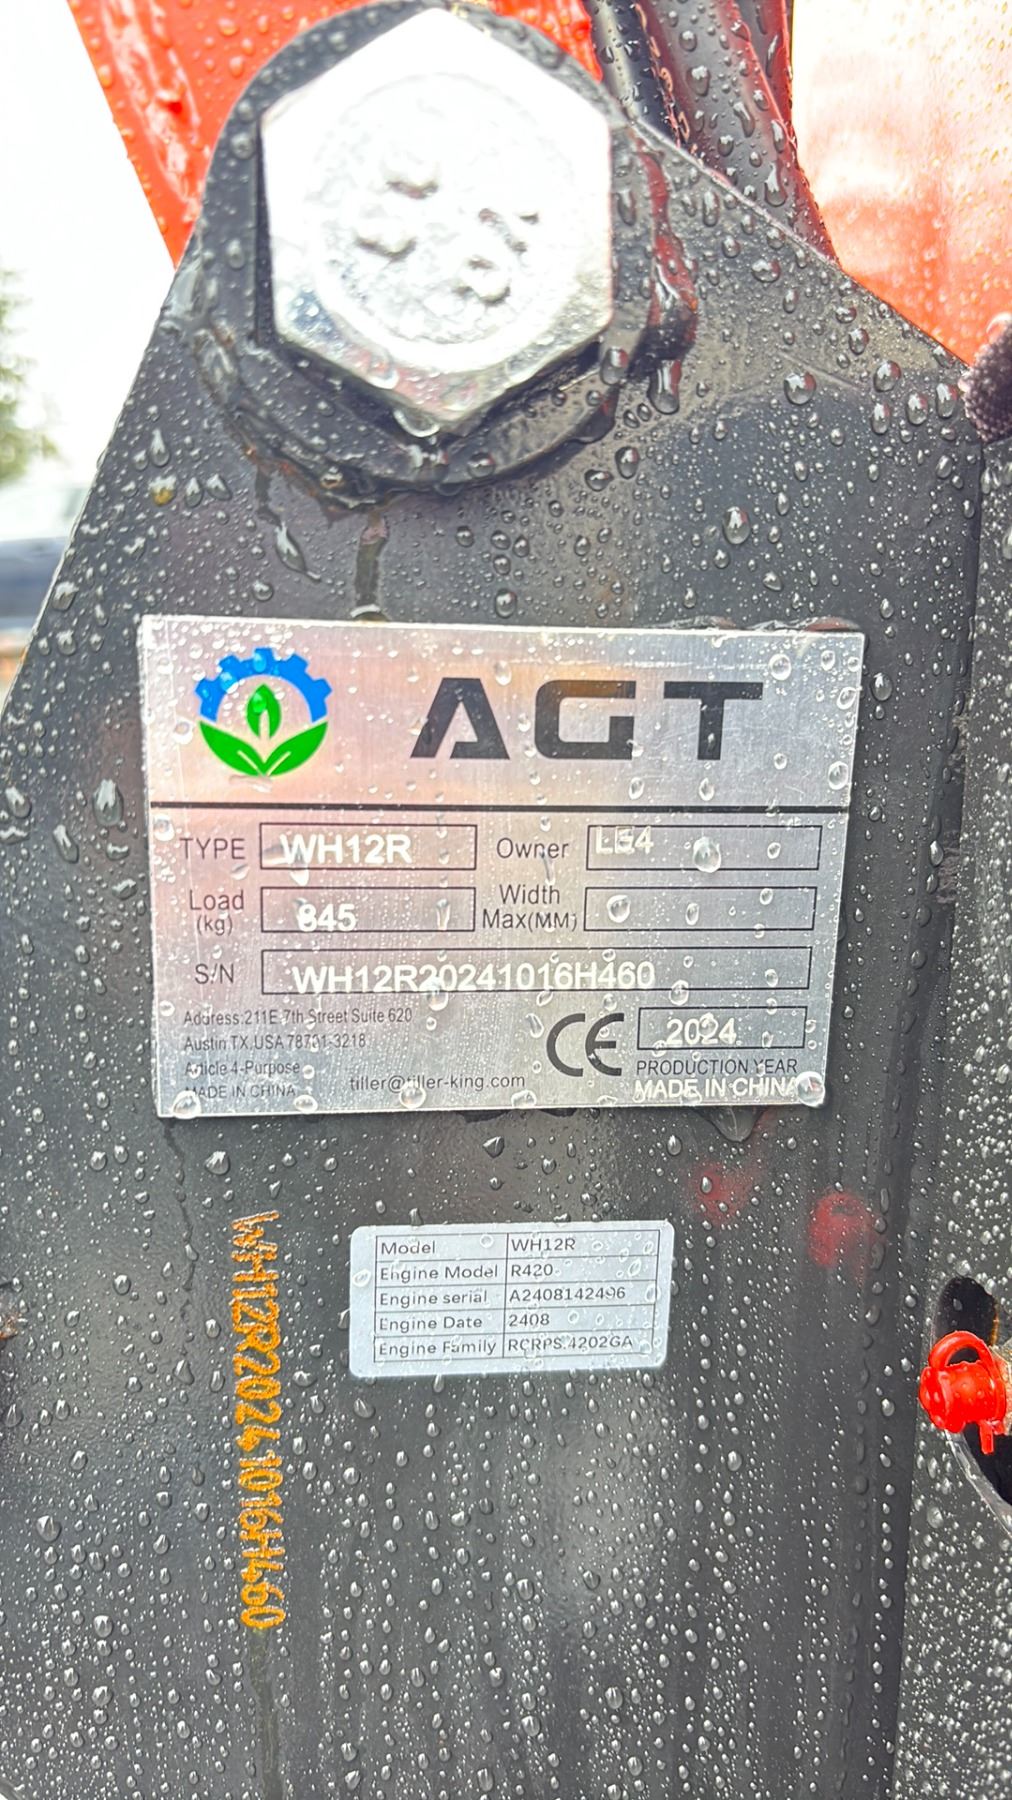 AGT
TYPE WH12R Owner LE4
Load (kg) 845 Width Max(MM)
S/N WH12R20241016H460
Address:211E 7th Street Suite 620
Austin TX,USA 78701-3218
Article 4-Purpose
MADE IN CHINA
tiller@tiller-king.com
CE
2024
PRODUCTION YEAR
MADE IN CHINA
WH12R20241016H460
Model WH12R
Engine Model R420
Engine serial A2408142496
Engine Date 2408
Engine Family RCRPS.4202GA